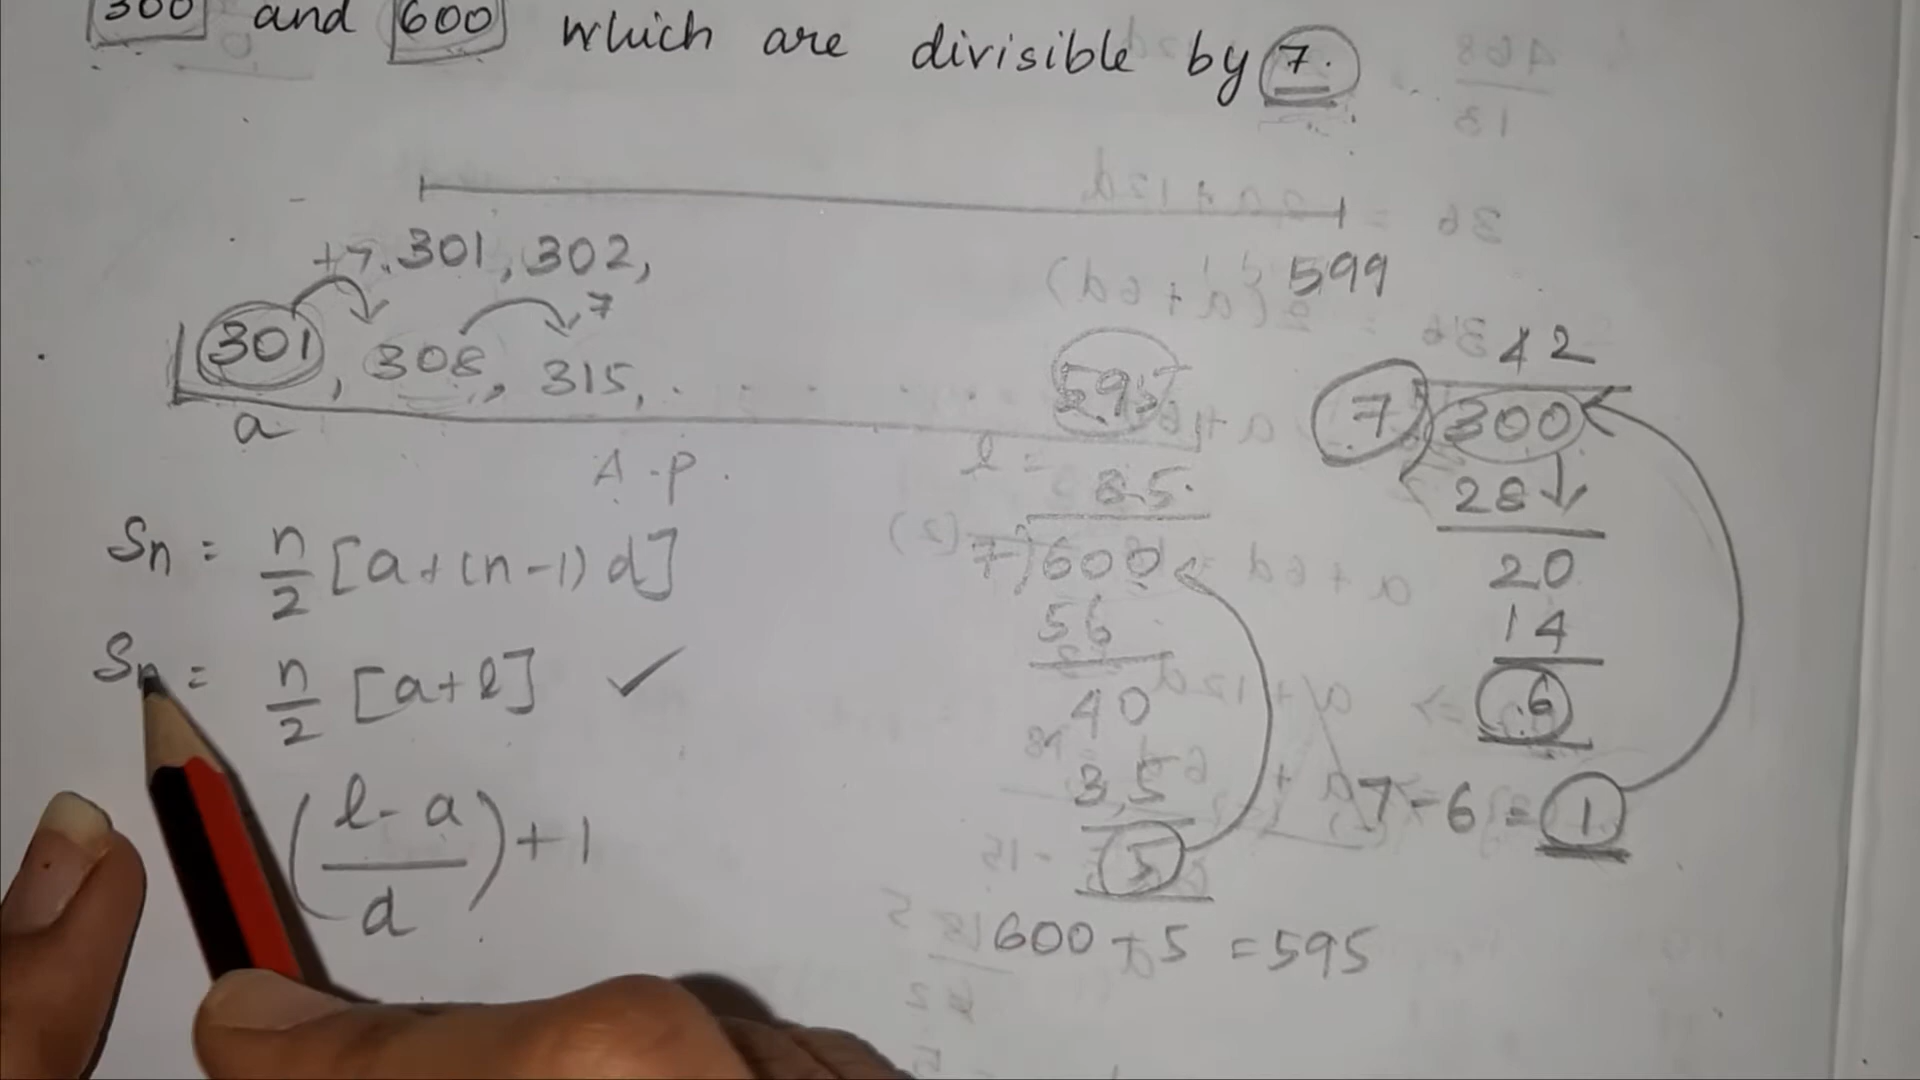 300 and 600 which are divisible by 7.
+7 301, 302, 599
7
301, 308, 315, . . . . . . 595
a
A.P. l =
Sn = n/2 [a+(n-1)d]
Sn = n/2 [a+l] ✓
(l-a/d)+1
85.
7)600
56
40
35
5
600 + 5 = 595
42
7)300
28↓
20
14
6
7-6 = 1